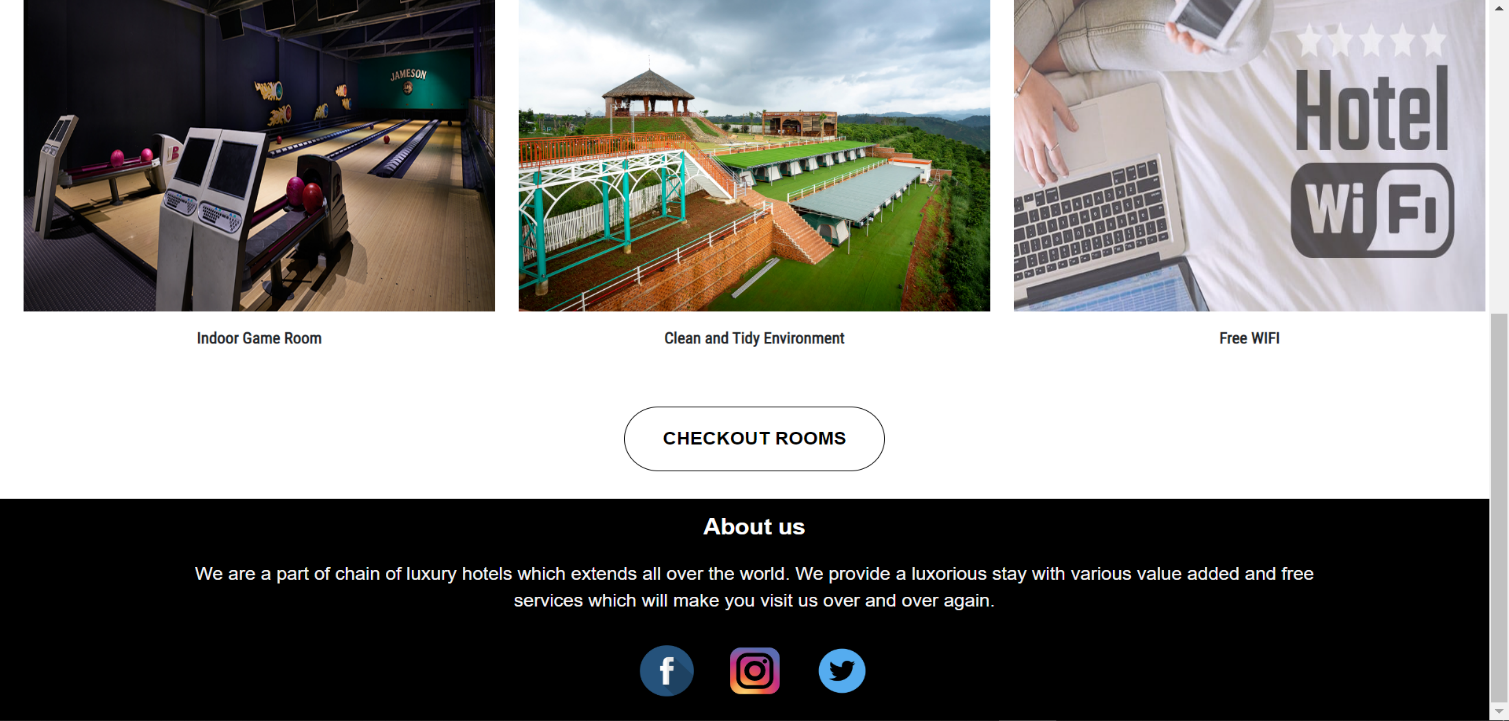 JAMESON
Hotel
WiFi
Indoor Game Room
Clean and Tidy Environment
Free WIFI
CHECKOUT ROOMS
About us
We are a part of chain of luxury hotels which extends all over the world. We provide a luxorious stay with various value added and free
services which will make you visit us over and over again.